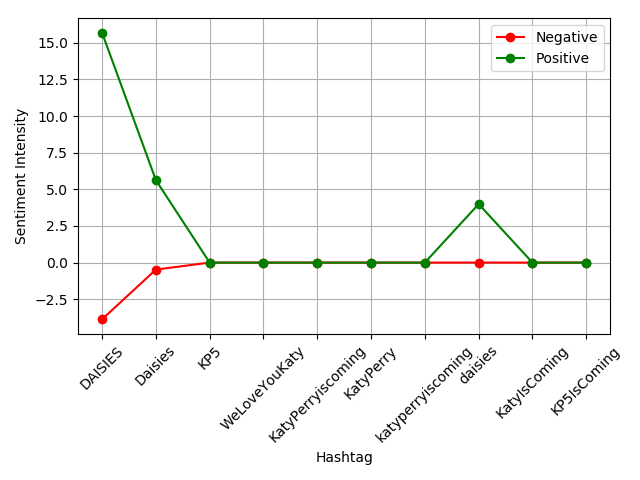 Negative
Positive
15.0
12.5
10.0
7.5
5.0
2.5
0.0
−2.5
Sentiment Intensity
DAISIES
Daisies
KP5
WeLoveYouKaty
KatyPerryiscoming
KatyPerry
katyperryiscoming
daisies
KatyIsComing
KP5IsComing
Hashtag